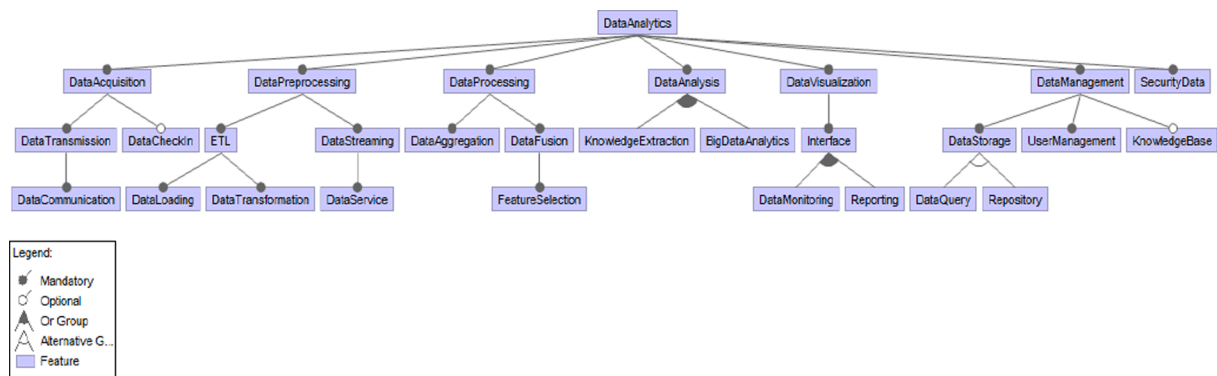 DataAnalytics
DataAcquisition DataPreprocessing DataProcessing DataAnalysis DataVisualization DataManagement SecurityData
DataTransmission DataCheckIn ETL DataStreaming DataAggregation DataFusion KnowledgeExtraction BigDataAnalytics Interface DataStorage UserManagement KnowledgeBase
DataCommunication DataLoading DataTransformation DataService FeatureSelection DataMonitoring Reporting DataQuery Repository
Legend:
Mandatory
Optional
Or Group
Alternative G...
Feature